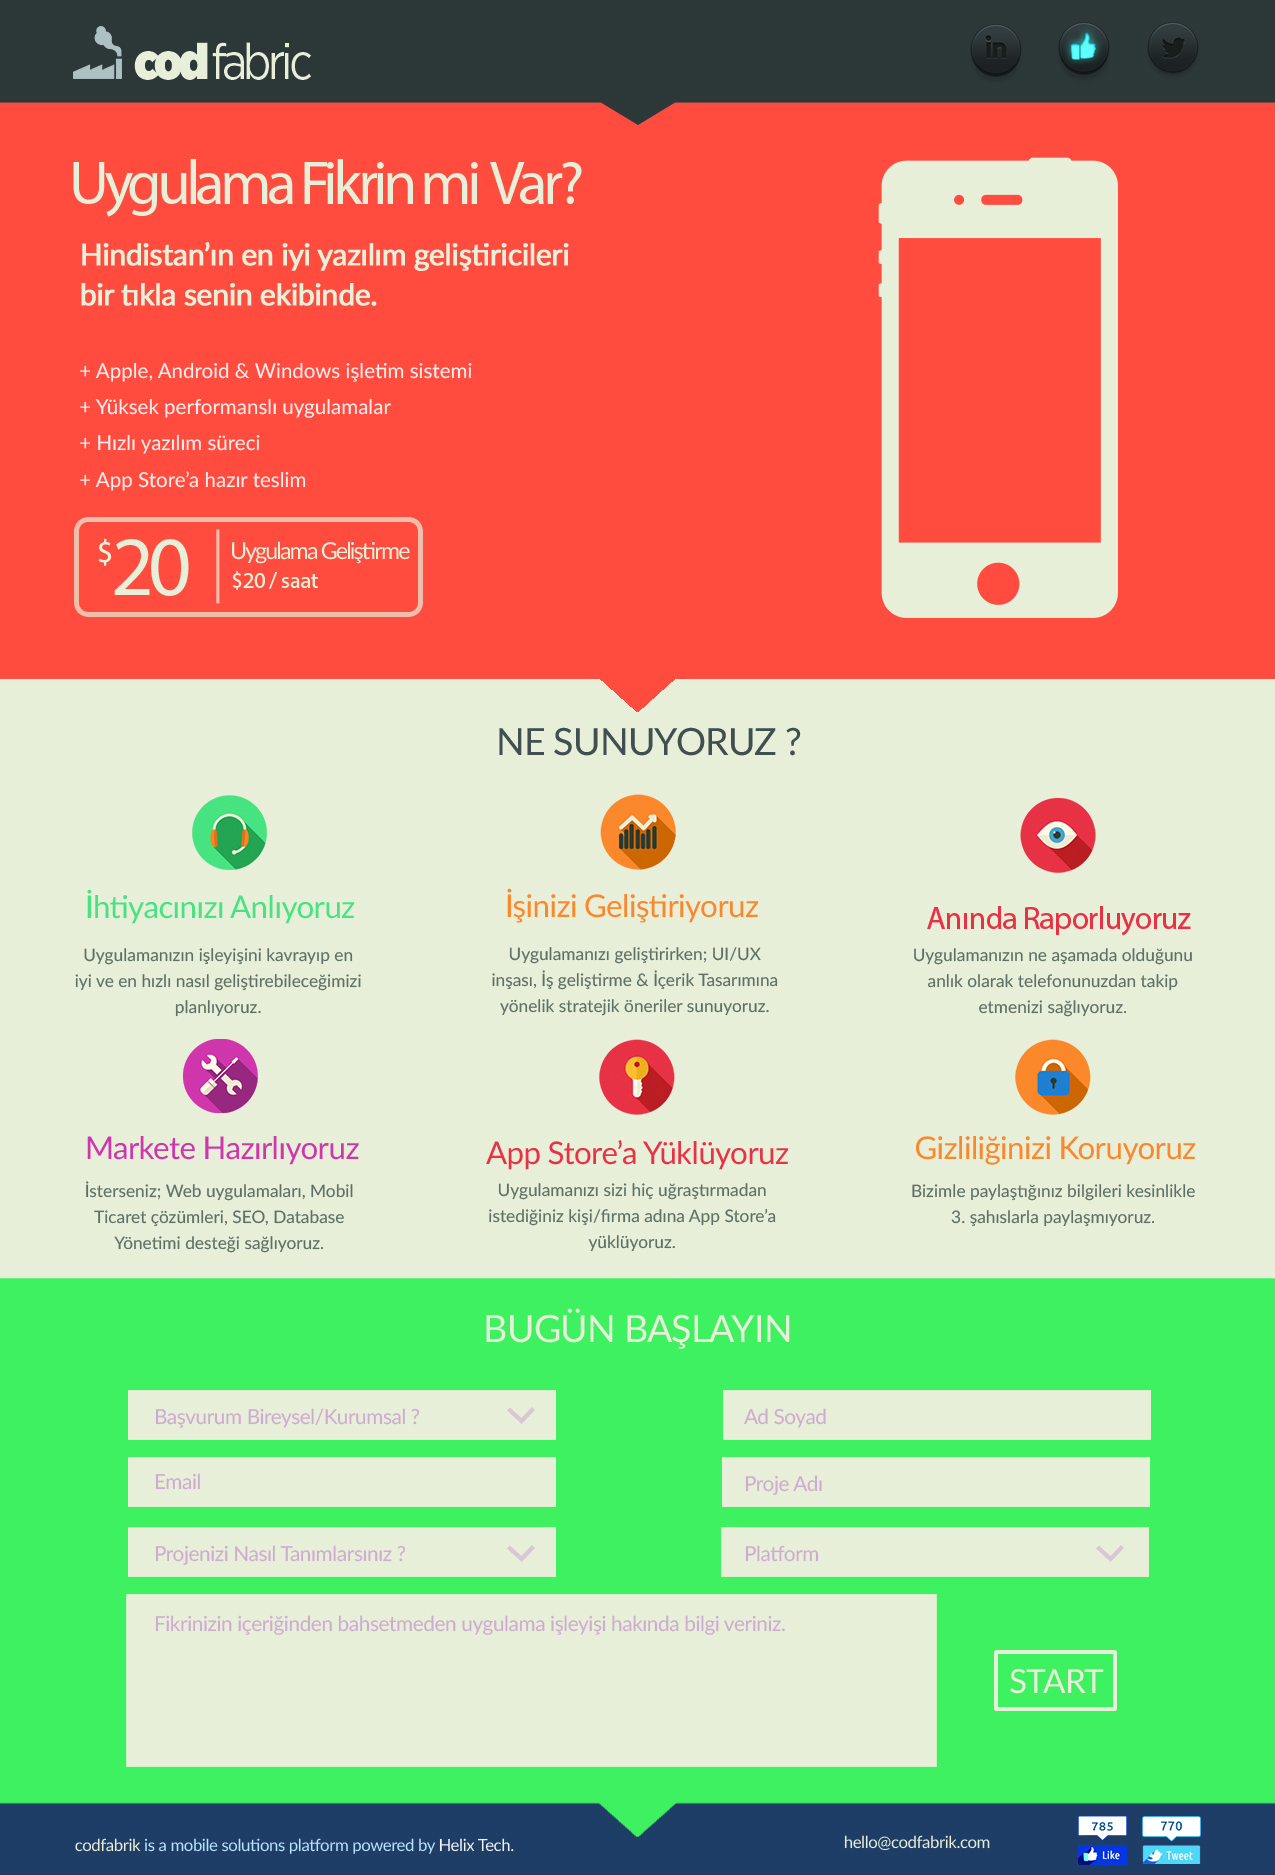 codfabric
in
Uygulama Fikrin mi Var?
Hindistan’ın en iyi yazılım geliştiricileri
bir tıkla senin ekibinde.
+ Apple, Android & Windows işletim sistemi
+ Yüksek performanslı uygulamalar
+ Hızlı yazılım süreci
+ App Store’a hazır teslim
$20
Uygulama Geliştirme
$20 / saat
NE SUNUYORUZ ?
İhtiyacınızı Anlıyoruz
Uygulamanızın işleyişini kavrayıp en
iyi ve en hızlı nasıl geliştirebileceğimizi
planlıyoruz.
İşinizi Geliştiriyoruz
Uygulamanızı geliştirirken; UI/UX
inşası, İş geliştirme & İçerik Tasarımına
yönelik stratejik öneriler sunuyoruz.
Anında Raporluyoruz
Uygulamanızın ne aşamada olduğunu
anlık olarak telefonunuzdan takip
etmenizi sağlıyoruz.
Markete Hazırlıyoruz
İsterseniz; Web uygulamaları, Mobil
Ticaret çözümleri, SEO, Database
Yönetimi desteği sağlıyoruz.
App Store’a Yüklüyoruz
Uygulamanızı sizi hiç uğraştırmadan
istediğiniz kişi/firma adına App Store’a
yüklüyoruz.
Gizliliğinizi Koruyoruz
Bizimle paylaştığınız bilgileri kesinlikle
3. şahıslarla paylaşmıyoruz.
BUGÜN BAŞLAYIN
Başvurum Bireysel/Kurumsal ?
Ad Soyad
Email
Proje Adı
Projenizi Nasıl Tanımlarsınız ?
Platform
Fikrinizin içeriğinden bahsetmeden uygulama işleyişi hakında bilgi veriniz.
START
codfabrik is a mobile solutions platform powered by Helix Tech.
hello@codfabrik.com
785
Like
770
Tweet